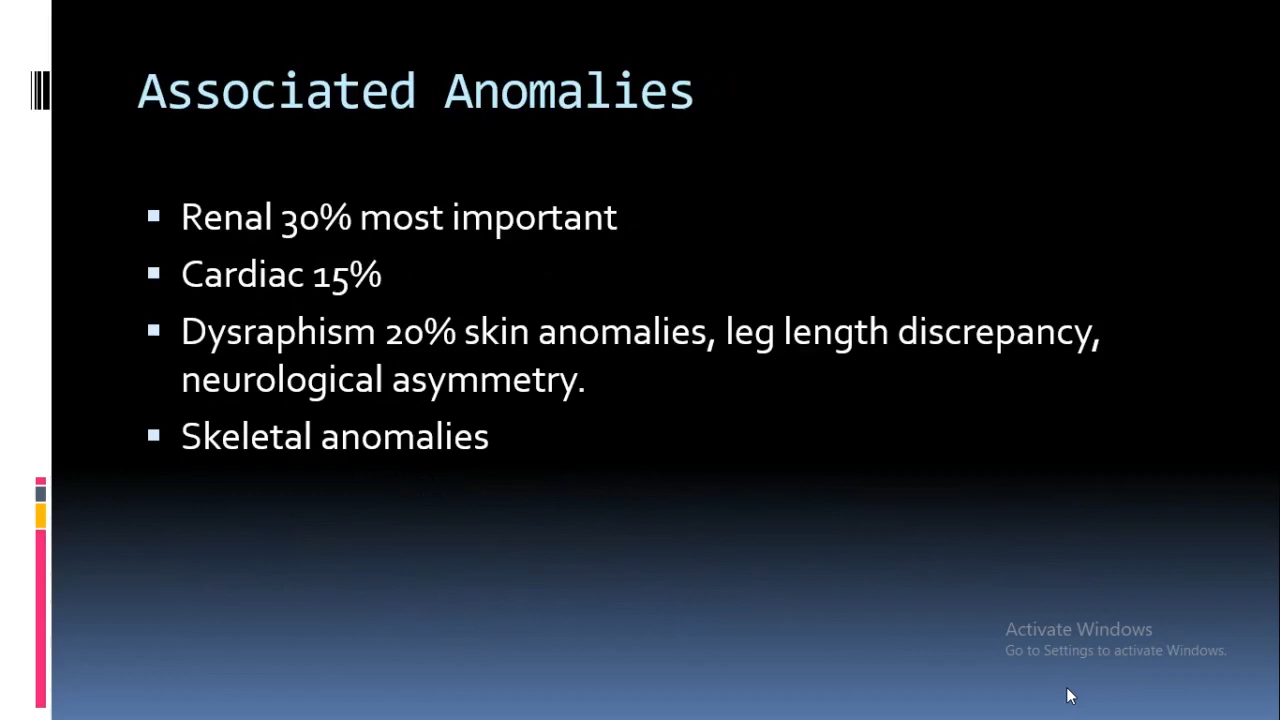 Associated Anomalies
Renal 30% most important
Cardiac 15%
Dysraphism 20% skin anomalies, leg length discrepancy,
neurological asymmetry.
Skeletal anomalies
Activate Windows
Go to Settings to activate Windows.